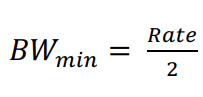 BW_min = Rate/2